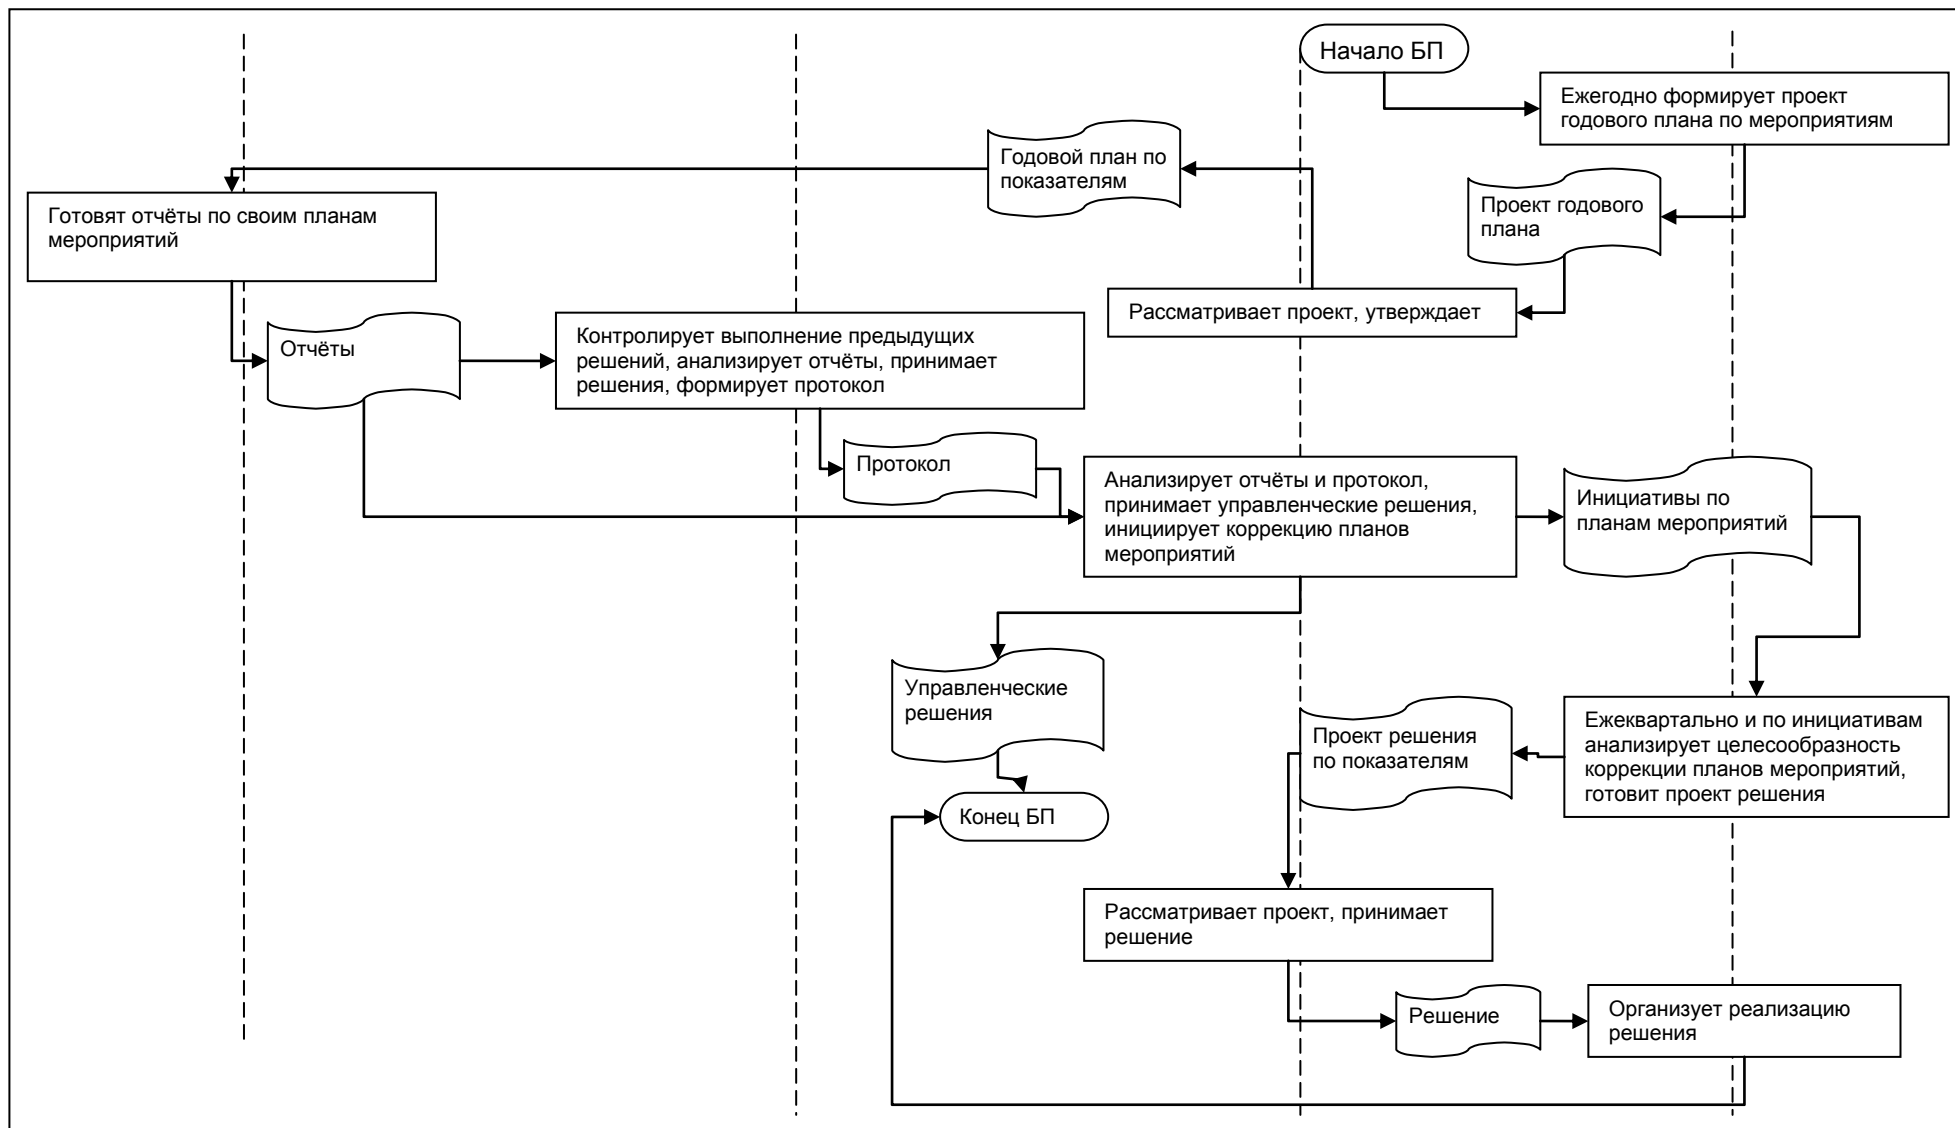 Начало БП
Ежегодно формирует проект
годового плана по мероприятиям
Годовой план по
показателям
Проект годового
плана
Готовят отчёты по своим планам
мероприятий
Рассматривает проект, утверждает
Отчёты
Контролирует выполнение предыдущих
решений, анализирует отчёты, принимает
решения, формирует протокол
Протокол
Анализирует отчёты и протокол,
принимает управленческие решения,
инициирует коррекцию планов
мероприятий
Инициативы по
планам мероприятий
Управленческие
решения
Проект решения
по показателям
Ежеквартально и по инициативам
анализирует целесообразность
коррекции планов мероприятий,
готовит проект решения
Конец БП
Рассматривает проект, принимает
решение
Решение
Организует реализацию
решения